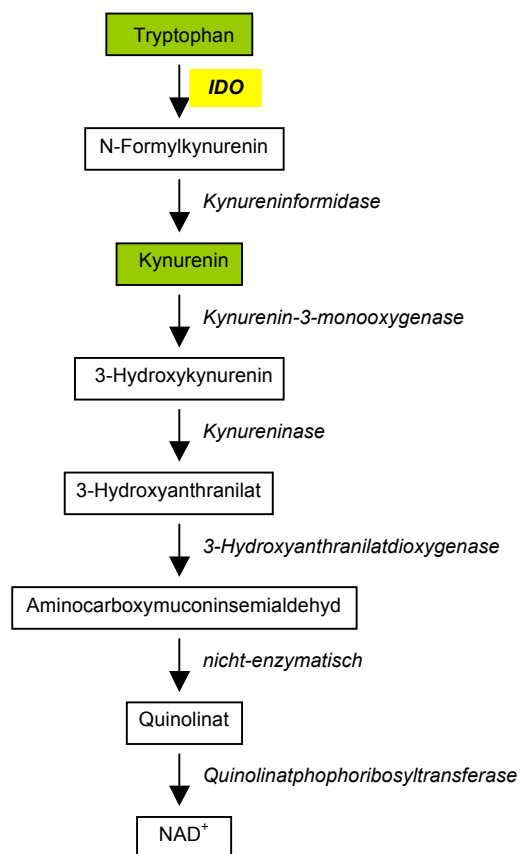 Tryptophan
IDO
N-Formylkynurenin
Kynureninformidase
Kynurenin
Kynurenin-3-monooxygenase
3-Hydroxykynurenin
Kynureninase
3-Hydroxyanthranilat
3-Hydroxyanthranilatdioxygenase
Aminocarboxymuconinsemialdehyd
nicht-enzymatisch
Quinolinat
Quinolinatphophoribosyltransferase
NAD⁺